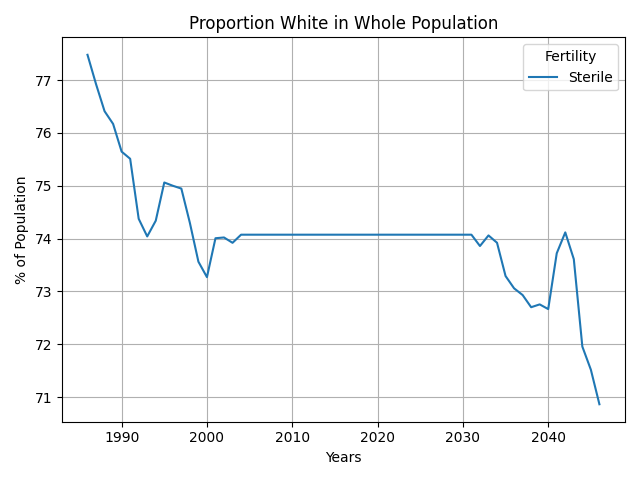 Proportion White in Whole Population
Fertility
Sterile
% of Population
77
76
75
74
73
72
71
1990 2000 2010 2020 2030 2040
Years